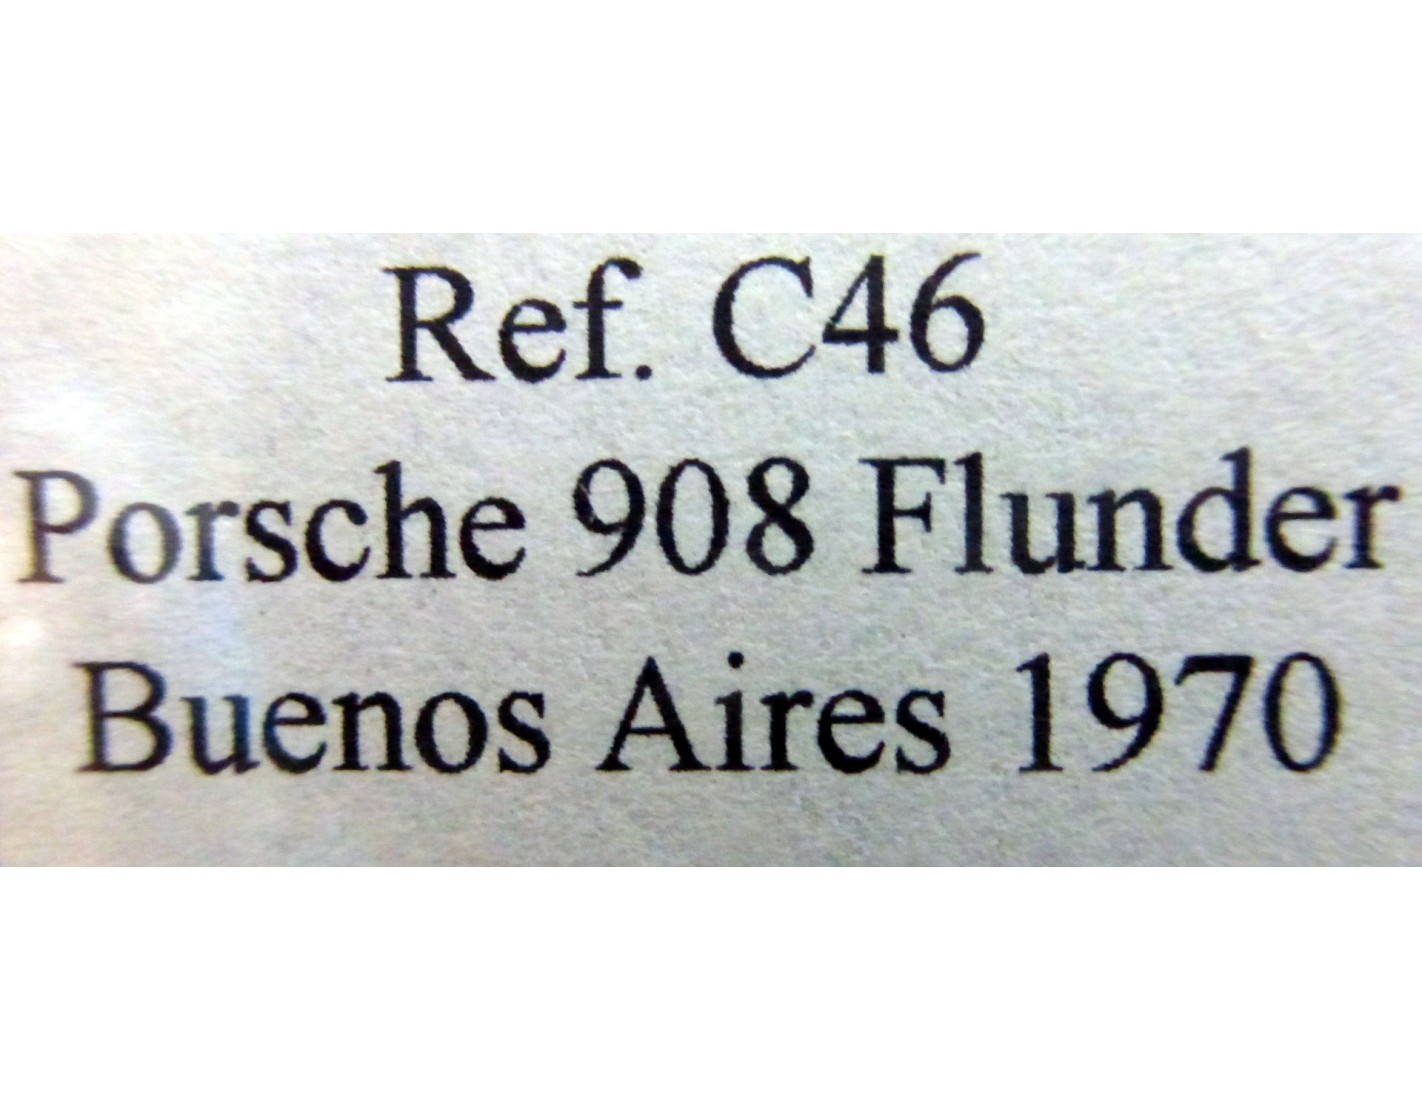 Ref. C46
Porsche 908 Flunder
Buenos Aires 1970